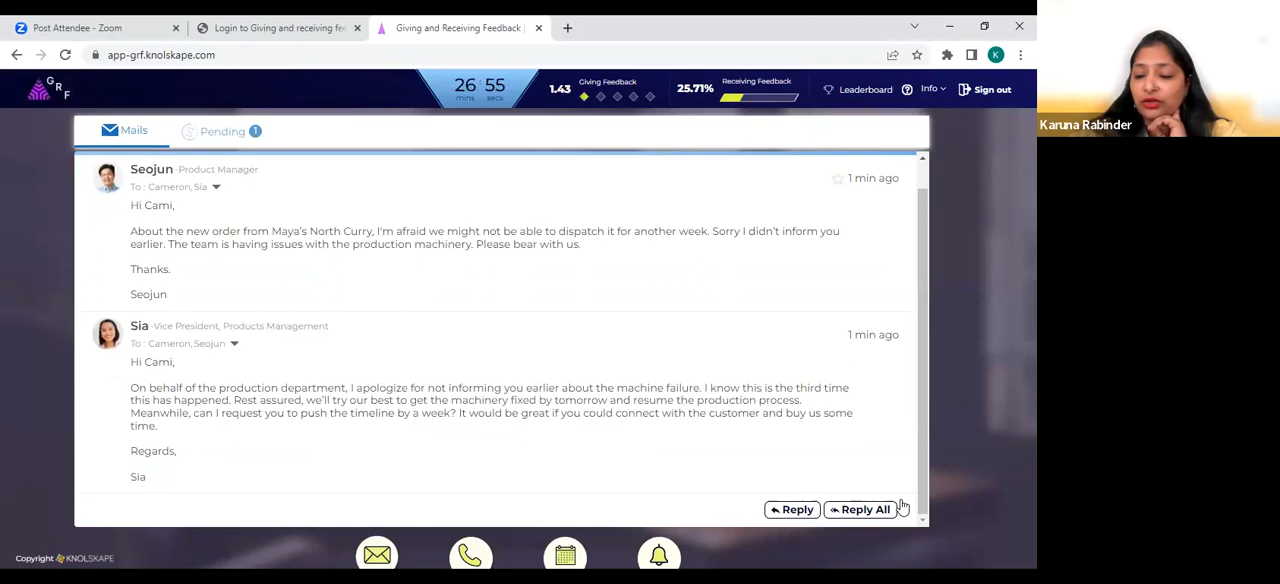 Post Attendee - Zoom
Login to Giving and receiving fee
Giving and Receiving Feedback |
app-grf.knolskape.com
K
G
R
F
26 55
mins secs
1.43
Giving Feedback
25.71%
Receiving Feedback
Leaderboard
Info
Sign out
Karuna Rabinder
Mails
Pending 1
Seojun -Product Manager
To : Cameron, Sia
1 min ago
Hi Cami,
About the new order from Maya's North Curry, I'm afraid we might not be able to dispatch it for another week. Sorry I didn't inform you
earlier. The team is having issues with the production machinery. Please bear with us.
Thanks.
Seojun
Sia -Vice President, Products Management
To : Cameron, Seojun
1 min ago
Hi Cami,
On behalf of the production department, I apologize for not informing you earlier about the machine failure. I know this is the third time
this has happened. Rest assured, we'll try our best to get the machinery fixed by tomorrow and resume the production process.
Meanwhile, can I request you to push the timeline by a week? It would be great if you could connect with the customer and buy us some
time.
Regards,
Sia
Reply
Reply All
Copyright KNOLSKAPE